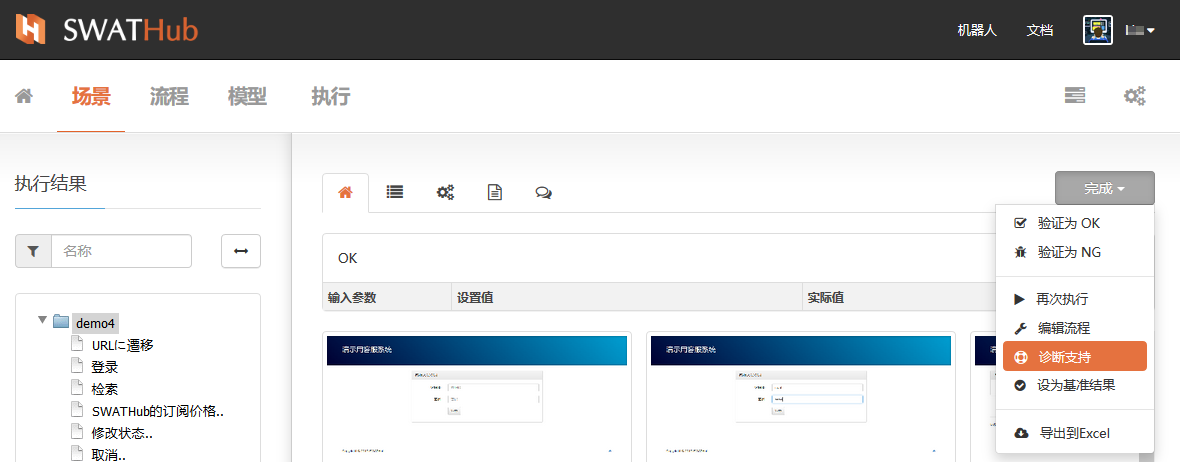 SWATHub
机器人 文档
场景 流程 模型 执行
执行结果
完成
名称
验证为 OK
验证为 NG
OK
输入参数 设置值 实际值
再次执行
编辑流程
诊断支持
设为基准结果
导出到Excel
demo4
URLに遷移
登录
检索
SWATHub的订阅价格..
修改状态..
取消..
演示用客服系统 演示用客服系统